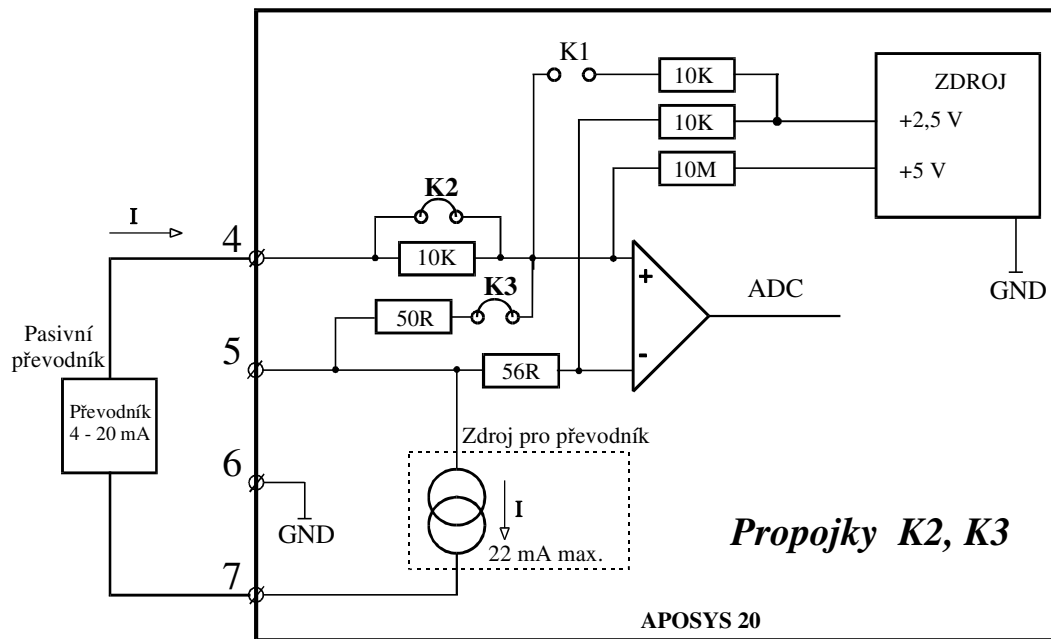 K1
10K
ZDROJ
10K
+2,5 V
10M
+5 V
K2
I
4
10K
+
ADC
GND
K3
50R
Pasivní
převodník
5
-
56R
Převodník
4 - 20 mA
Zdroj pro převodník
6
GND
I
22 mA max.
Propojky K2, K3
7
APOSYS 20